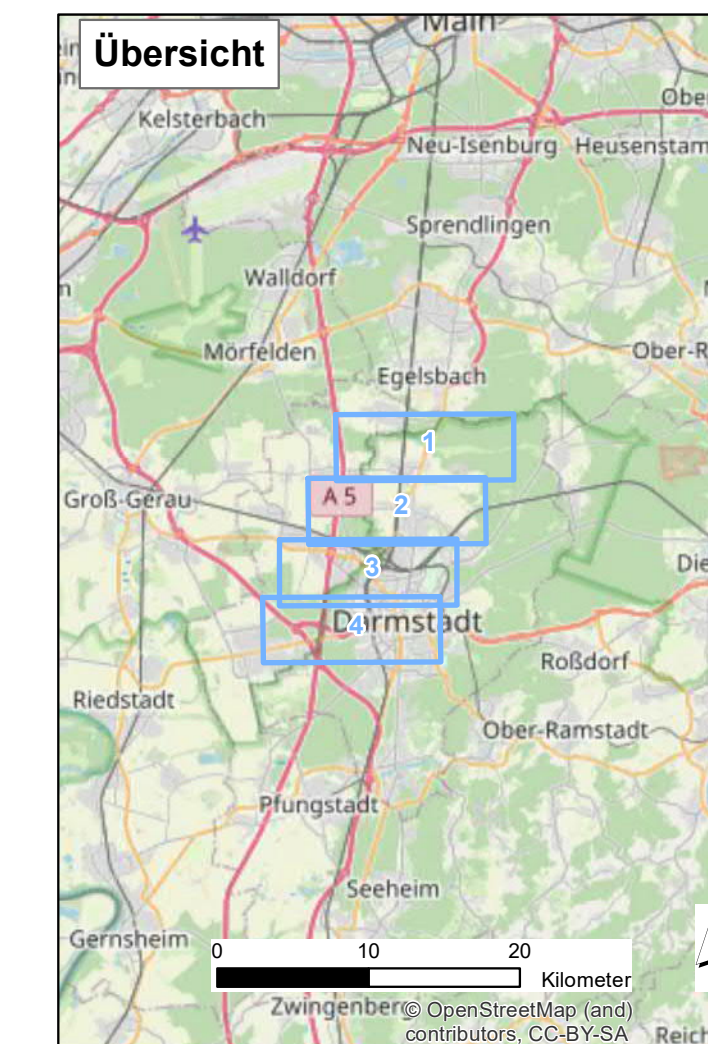 Main
Übersicht
Ober
Kelsterbach
Neu-Isenburg
Heusenstam
Sprendlingen
Walldorf
n
Mörfelden
Ober-R
Egelsbach
1
Groß-Gerau
A 5
2
3
Die
4
Darmstadt
Roßdorf
Riedstadt
Ober-Ramstadt
Pfungstadt
Seeheim
Gernsheim
0 10 20
Kilometer
Zwingenberg
© OpenStreetMap (and)
contributors, CC-BY-SA
Reich